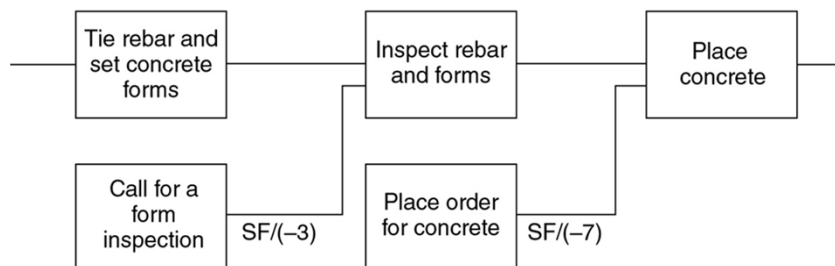 Tie rebar and
set concrete
forms
Inspect rebar
and forms
Place
concrete
Call for a
form
inspection
SF/(–3)
Place order
for concrete
SF/(–7)